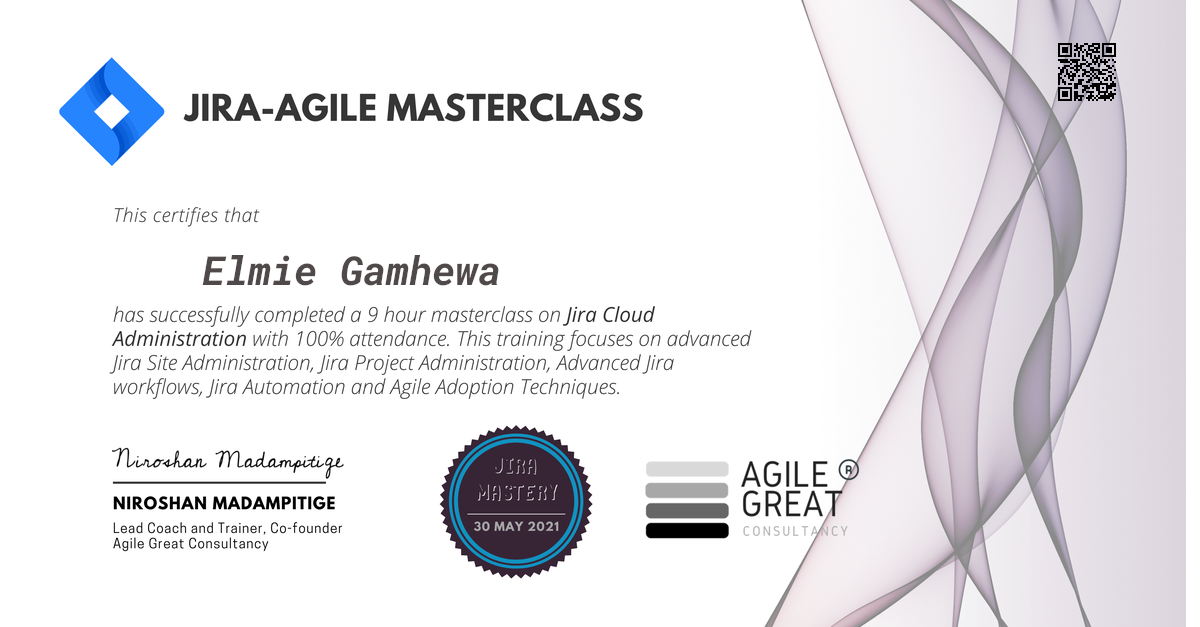 JIRA-AGILE MASTERCLASS
This certifies that
Elmie Gamhewa
has successfully completed a 9 hour masterclass on Jira Cloud
Administration with 100% attendance. This training focuses on advanced
Jira Site Administration, Jira Project Administration, Advanced Jira
workflows, Jira Automation and Agile Adoption Techniques.
Niroshan Madampitige
NIROSHAN MADAMPITIGE
Lead Coach and Trainer, Co-founder
Agile Great Consultancy
JIRA
MASTERY
30 MAY 2021
AGILE ®
GREAT
CONSULTANCY